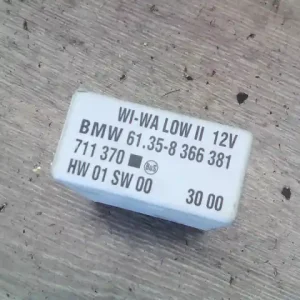 WI-WA LOW II 12V
BMW 61.35-8 366 381
711 370
HW 01 SW 00 30 00